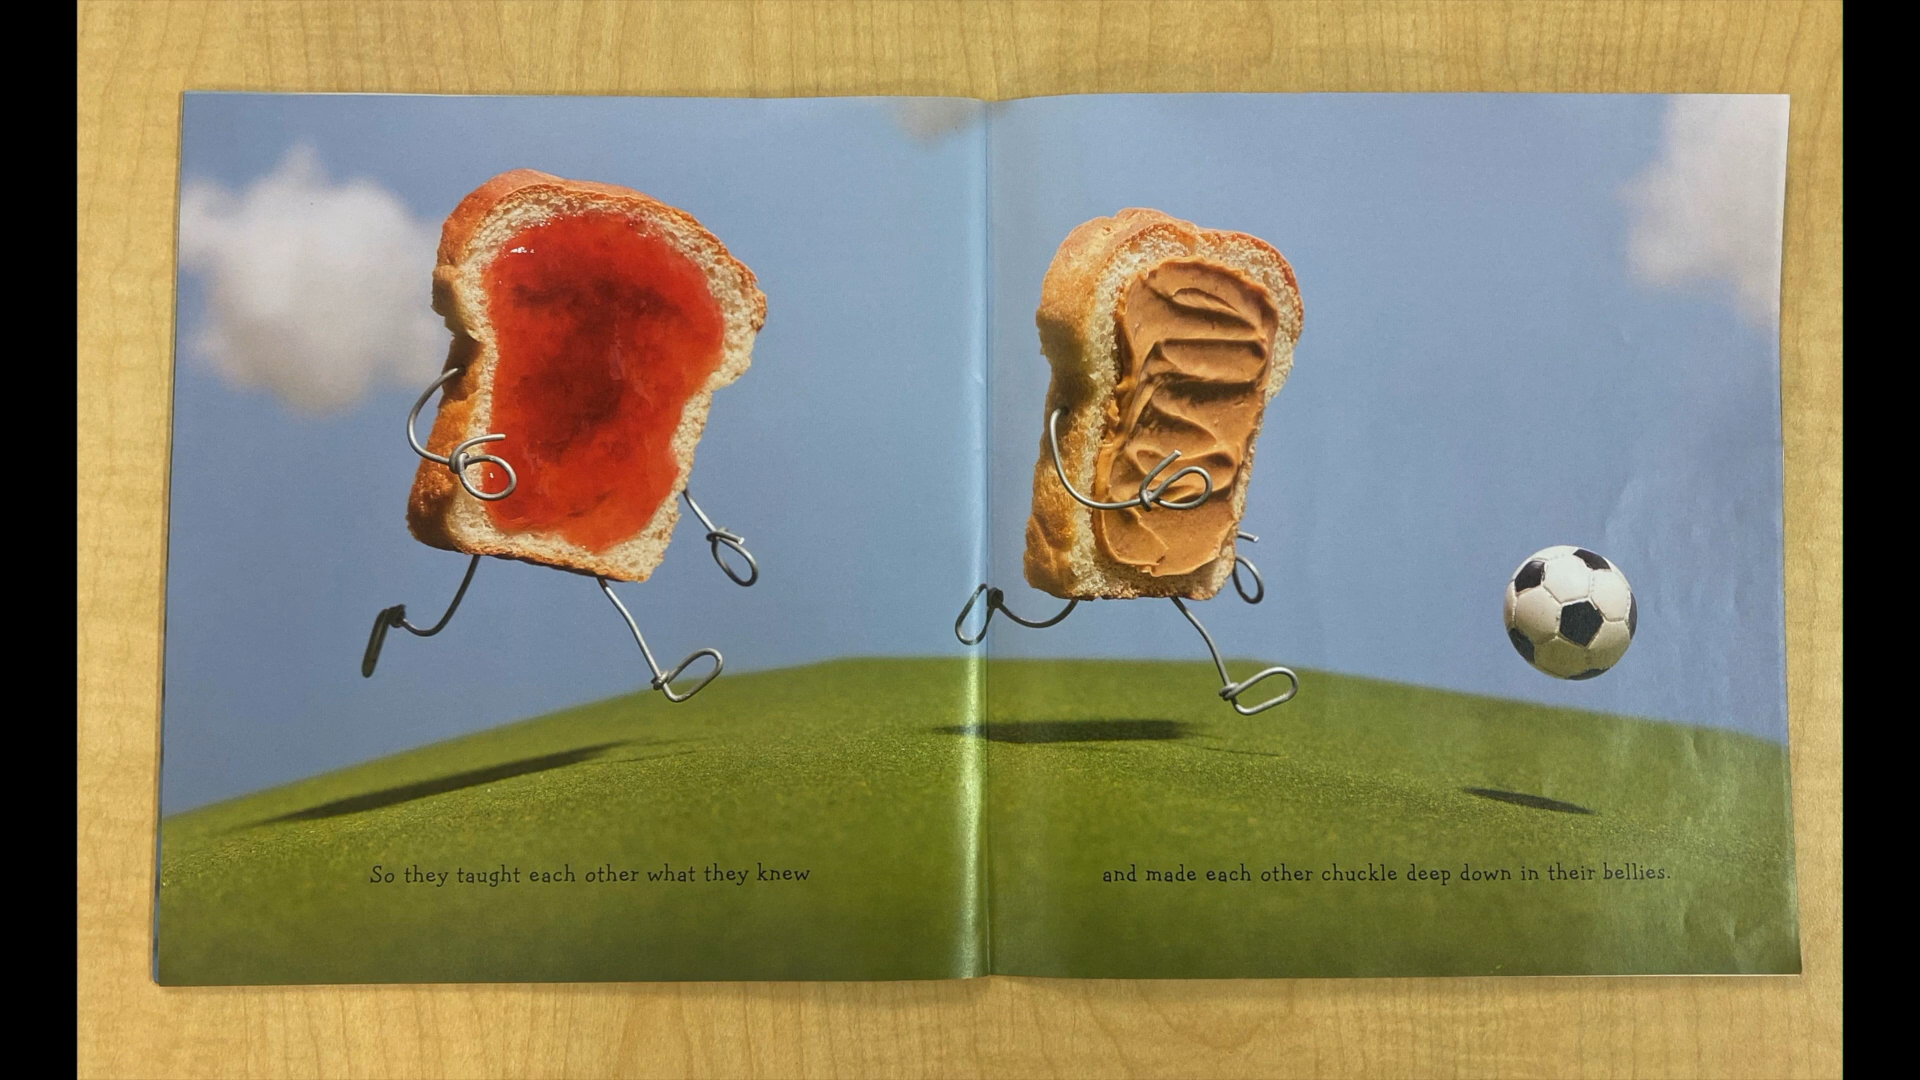 So they taught each other what they knew
and made each other chuckle deep down in their bellies.